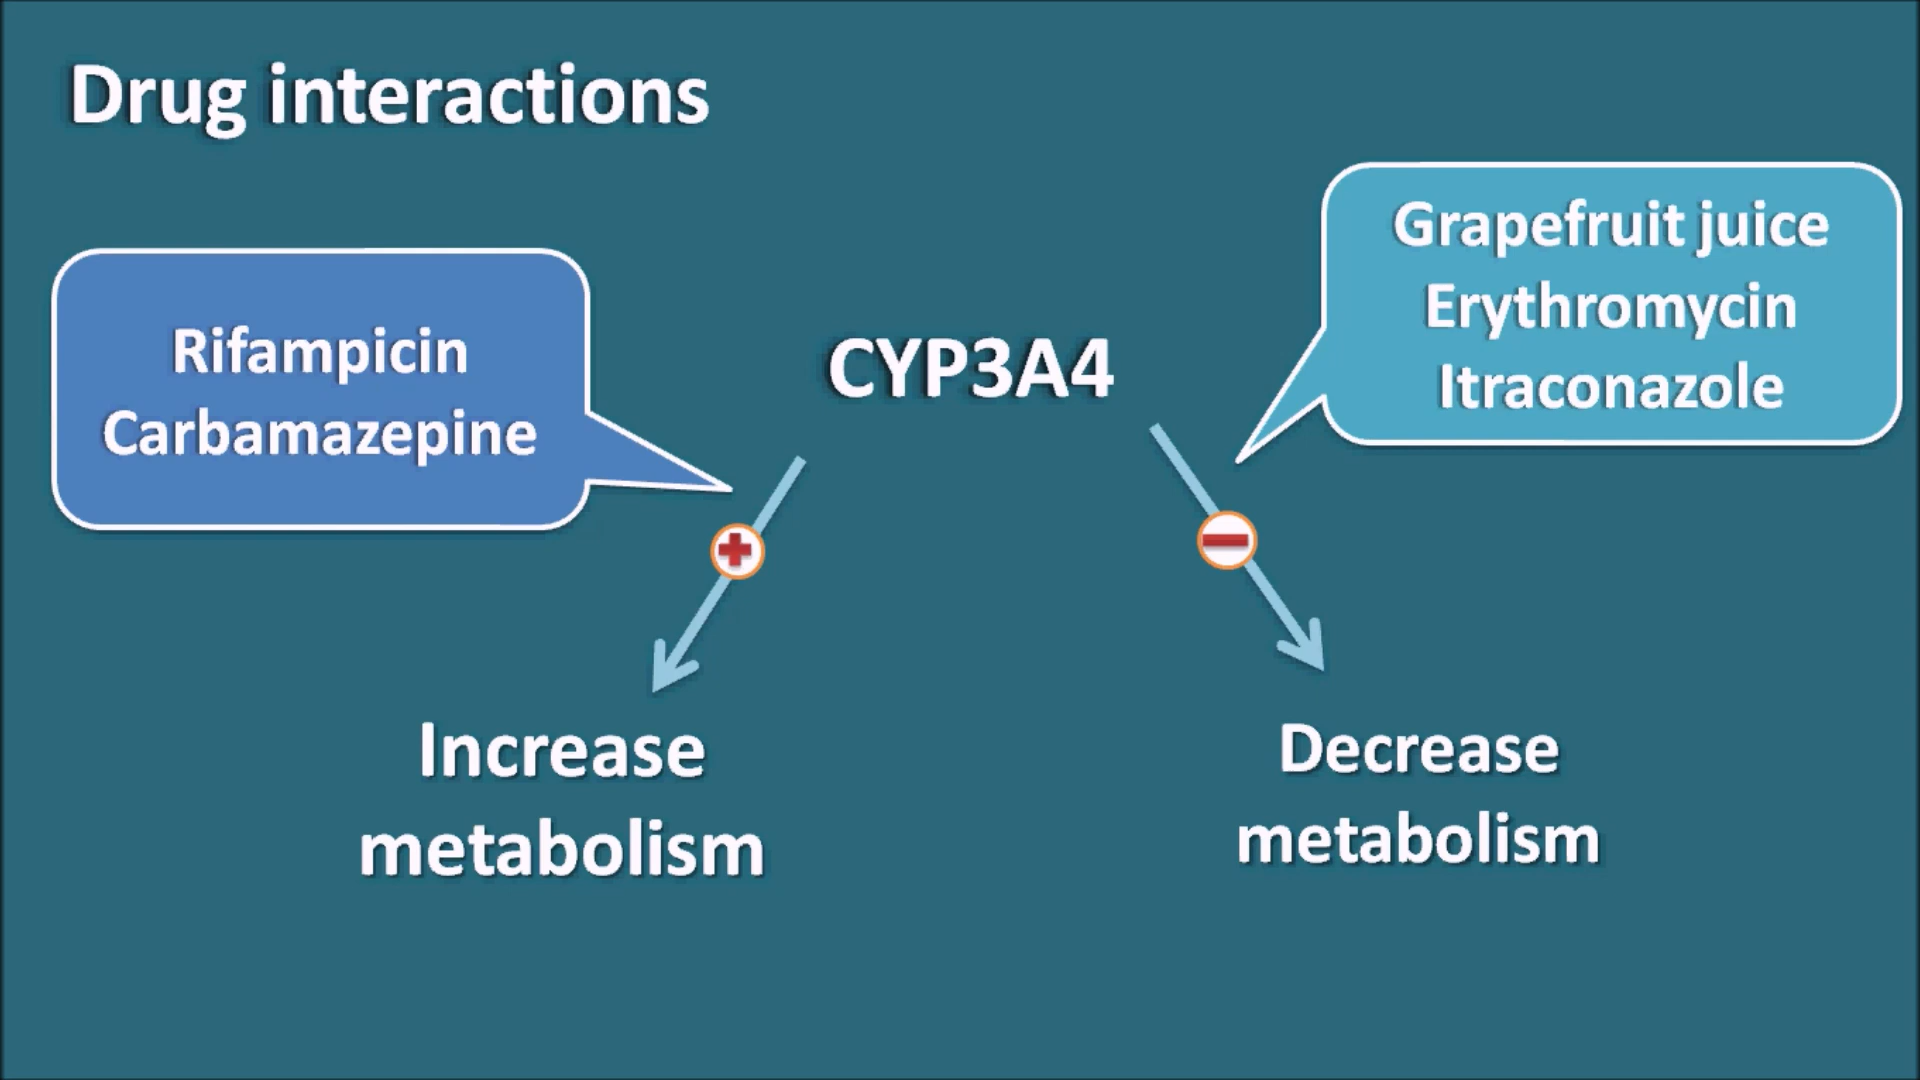 Drug interactions
Rifampicin
Carbamazepine
CYP3A4
Grapefruit juice
Erythromycin
Itraconazole
Increase
metabolism
Decrease
metabolism